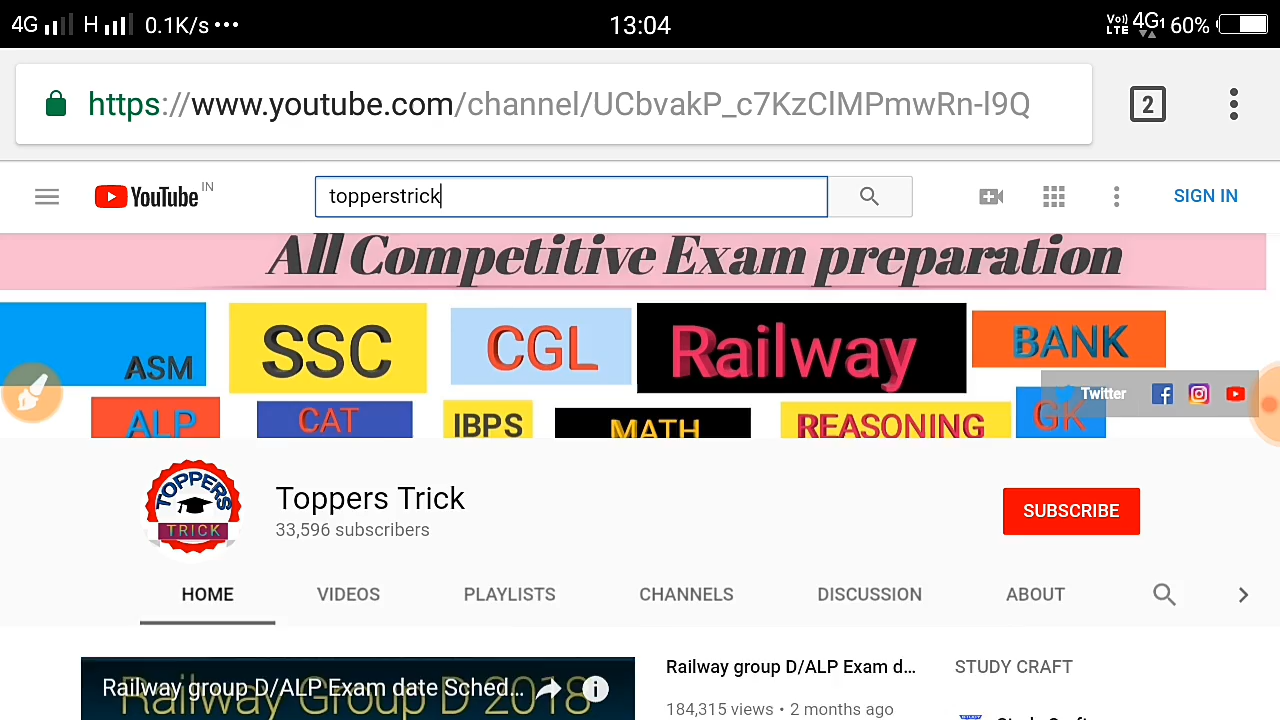 4G H 0.1K/s ••• 13:04 Vo)) LTE 4G1 60%
https://www.youtube.com/channel/UCbvakP_c7KzClMPmwRn-l9Q 2
YouTube IN topperstrick SIGN IN
All Competitive Exam preparation
ASM SSC CGL Railway BANK
Twitter
ALP CAT IBPS MATH REASONING GK
TOPPERS
TRICK
Toppers Trick
33,596 subscribers
SUBSCRIBE
HOME VIDEOS PLAYLISTS CHANNELS DISCUSSION ABOUT
Railway group D/ALP Exam date Sched...
Railway Group D 2018
Railway group D/ALP Exam d...
184,315 views • 2 months ago
STUDY CRAFT
Study Craft